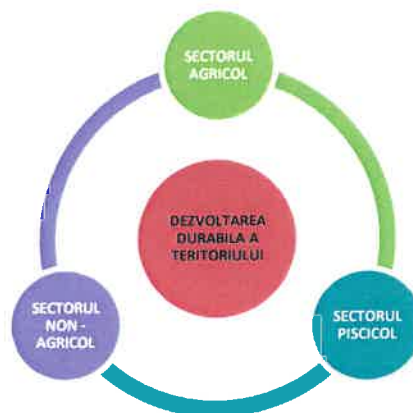 SECTORUL
AGRICOL
DEZVOLTAREA
DURABILA A
TERITORIULUI
SECTORUL
NON -
AGRICOL
SECTORUL
PISCICOL